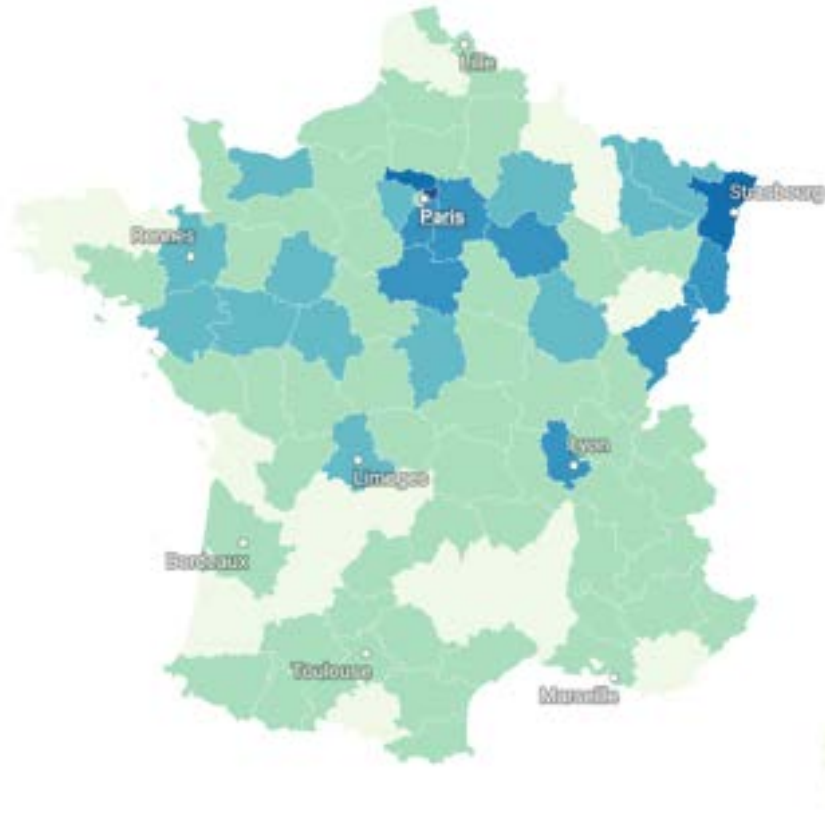 Lille
Strasbourg
Paris
Rennes
Lyon
Limoges
Bordeaux
Toulouse
Marseille